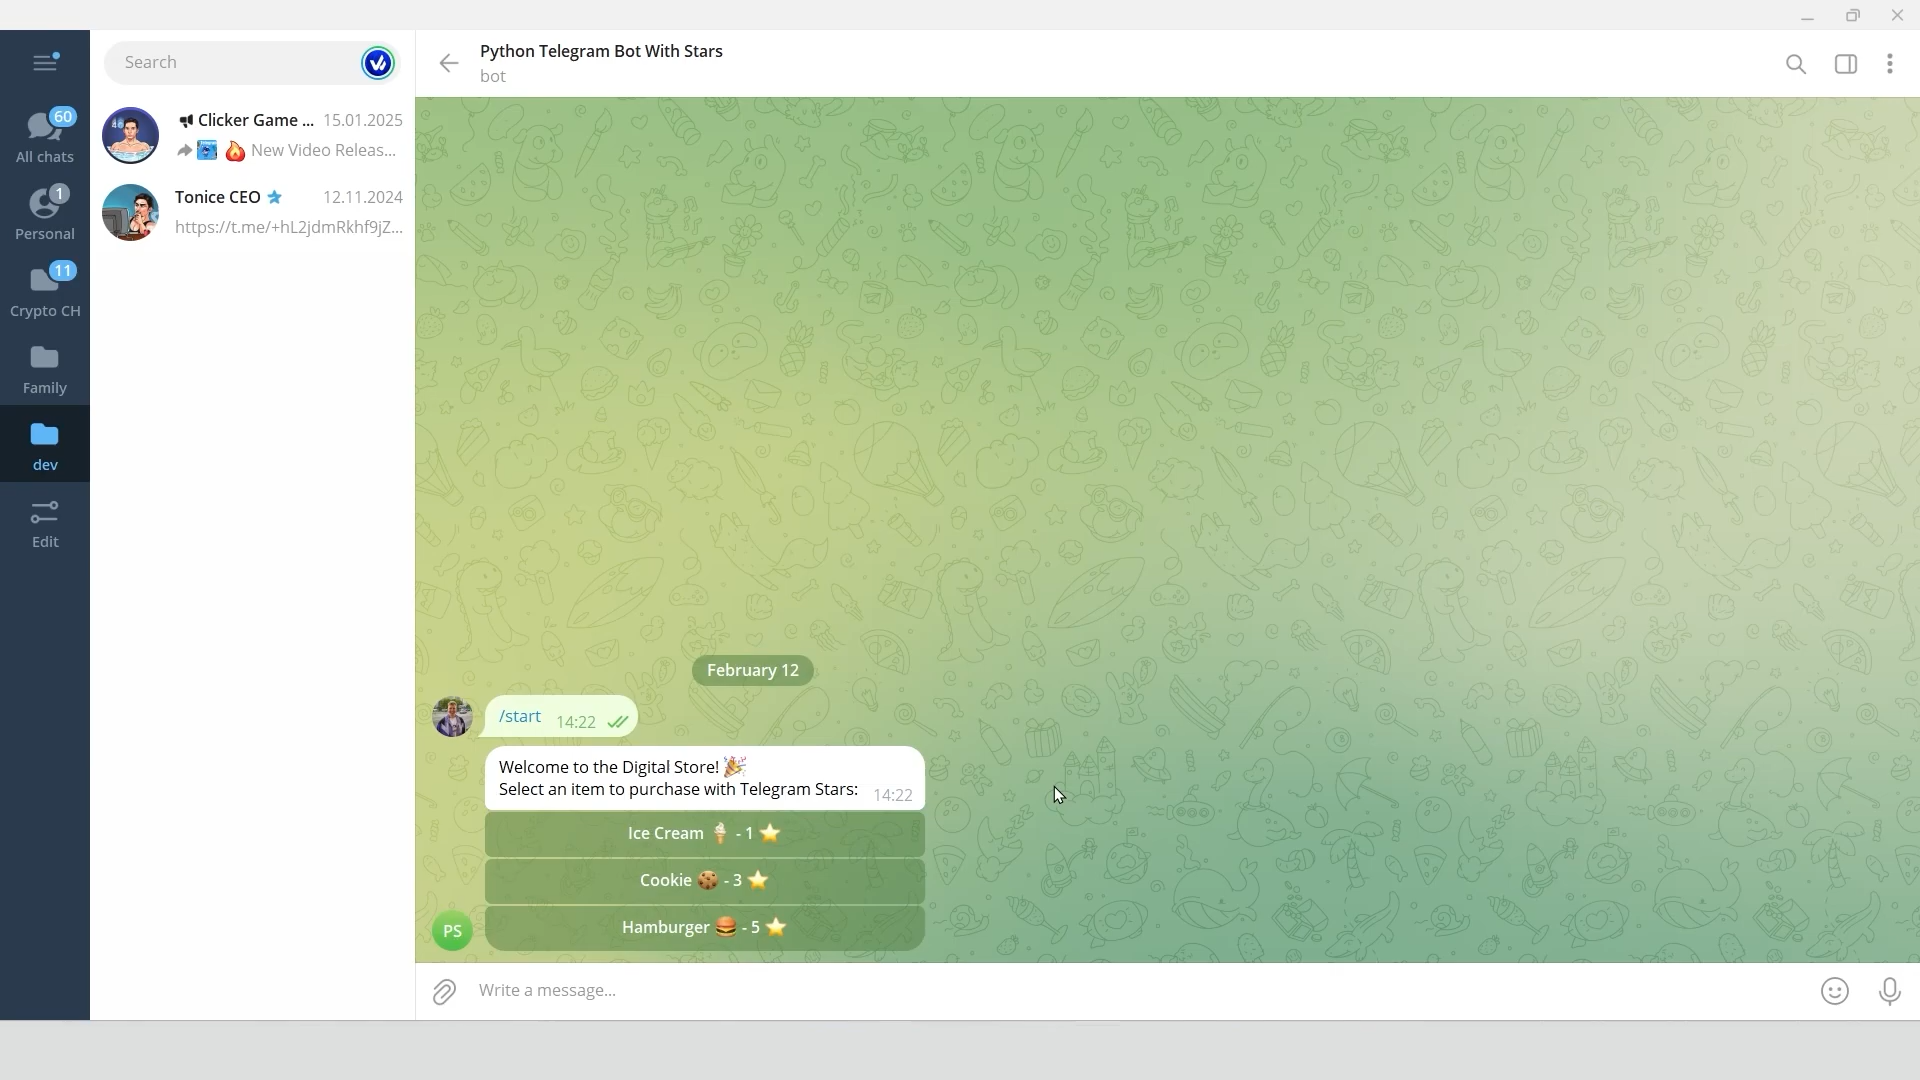 Search
60
All chats
1
Personal
11
Crypto CH
Family
dev
Edit
Clicker Game ... 15.01.2025
🔥 New Video Releas...
Tonice CEO 12.11.2024
https://t.me/+hL2jdmRkhf9jZ...
Python Telegram Bot With Stars
bot
February 12
/start 14:22
Welcome to the Digital Store! 🎉
Select an item to purchase with Telegram Stars: 14:22
Ice Cream 🍦 - 1 ⭐
Cookie 🍪 - 3 ⭐
Hamburger 🍔 - 5 ⭐
PS
Write a message...